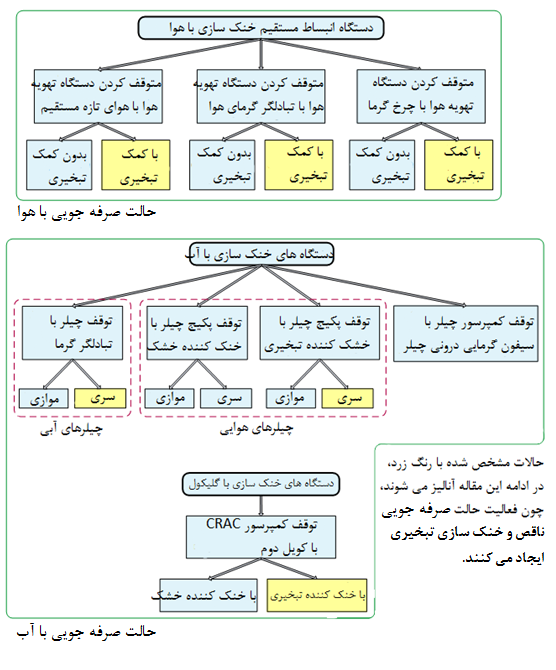 دستگاه انبساط مستقیم خنک سازی با هوا
متوقف کردن دستگاه
تهویه هوا با چرخ گرما
متوقف کردن دستگاه تهویه
هوا با تبادلگر گرمای هوا
متوقف کردن دستگاه تهویه
هوا با هوای تازه مستقیم
با کمک
تبخیری
بدون کمک
تبخیری
با کمک
تبخیری
بدون کمک
تبخیری
با کمک
تبخیری
بدون کمک
تبخیری
حالت صرفه جویی با هوا
دستگاه های خنک سازی با آب
توقف کمپرسور چیلر با
سیفون گرمایی درونی چیلر
توقف پکیج چیلر با
خشک کننده تبخیری
توقف پکیج چیلر با
خنک کننده خشک
توقف چیلر با
تبادلگر گرما
سری
موازی
سری
موازی
سری
موازی
چیلرهای هوایی
چیلرهای آبی
حالات مشخص شده با رنگ زرد،
در ادامه این مقاله آنالیز می شوند،
چون فعالیت حالت صرفه جویی
ناقص و خنک سازی تبخیری
ایجاد می کنند.
دستگاه های خنک سازی با گلیکول
توقف کمپرسور CRAC
با کویل دوم
با خنک کننده تبخیری
با خنک کننده خشک
حالت صرفه جویی با آب